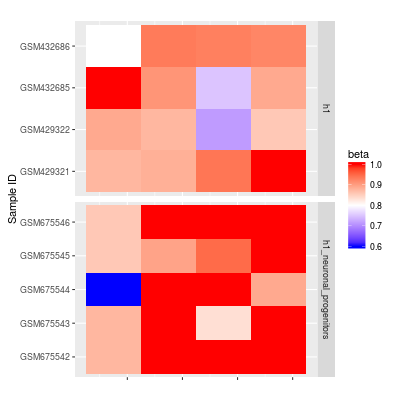 Sample ID
GSM432686
GSM432685
GSM429322
GSM429321
h1
GSM675546
GSM675545
GSM675544
GSM675543
GSM675542
h1_neuronal_progenitors
beta
1.0
0.9
0.8
0.7
0.6